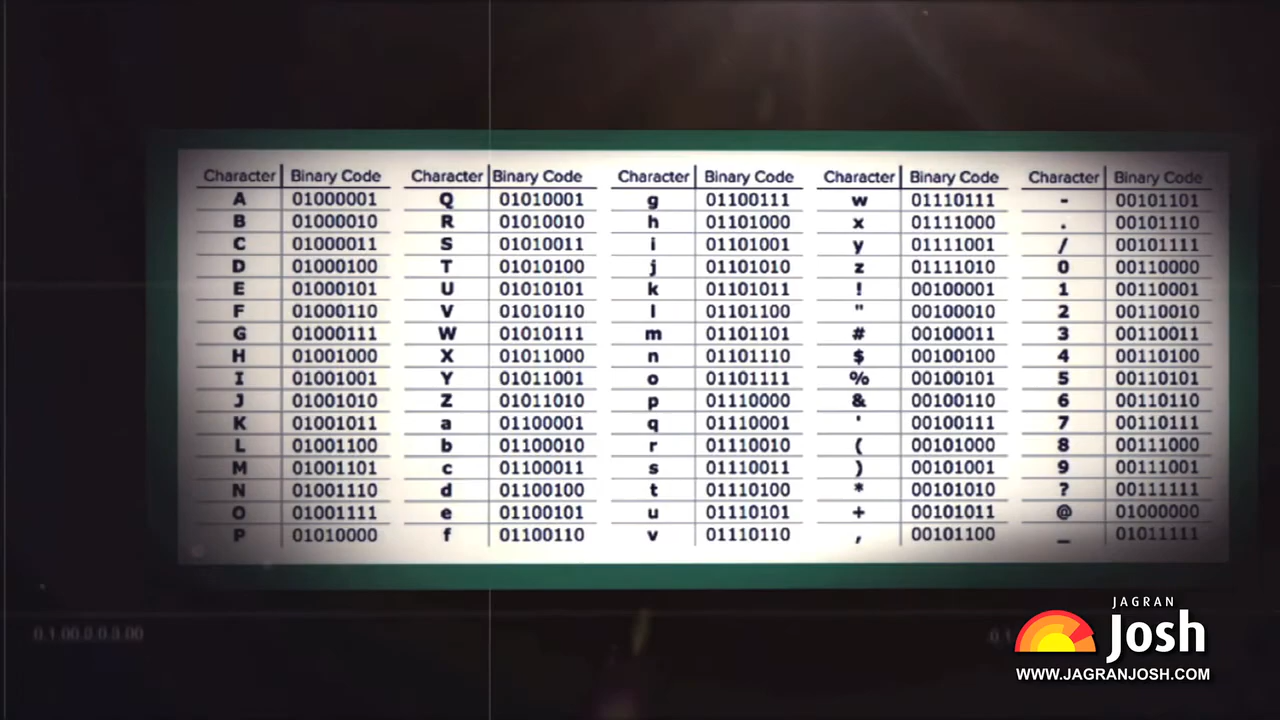 Character Binary Code Character Binary Code Character Binary Code Character Binary Code Character Binary Code
A 01000001 Q 01010001 g 01100111 w 01110111 - 00101101
B 01000010 R 01010010 h 01101000 x 01111000 . 00101110
C 01000011 S 01010011 i 01101001 y 01111001 / 00101111
D 01000100 T 01010100 j 01101010 z 01111010 0 00110000
E 01000101 U 01010101 k 01101011 ! 00100001 1 00110001
F 01000110 V 01010110 l 01101100 " 00100010 2 00110010
G 01000111 W 01010111 m 01101101 # 00100011 3 00110011
H 01001000 X 01011000 n 01101110 $ 00100100 4 00110100
I 01001001 Y 01011001 o 01101111 % 00100101 5 00110101
J 01001010 Z 01011010 p 01110000 & 00100110 6 00110110
K 01001011 a 01100001 q 01110001 ' 00100111 7 00110111
L 01001100 b 01100010 r 01110010 ( 00101000 8 00111000
M 01001101 c 01100011 s 01110011 ) 00101001 9 00111001
N 01001110 d 01100100 t 01110100 * 00101010 ? 00111111
O 01001111 e 01100101 u 01110101 + 00101011 @ 01000000
P 01010000 f 01100110 v 01110110 , 00101100 _ 01011111
JAGRAN
Josh
WWW.JAGRANJOSH.COM